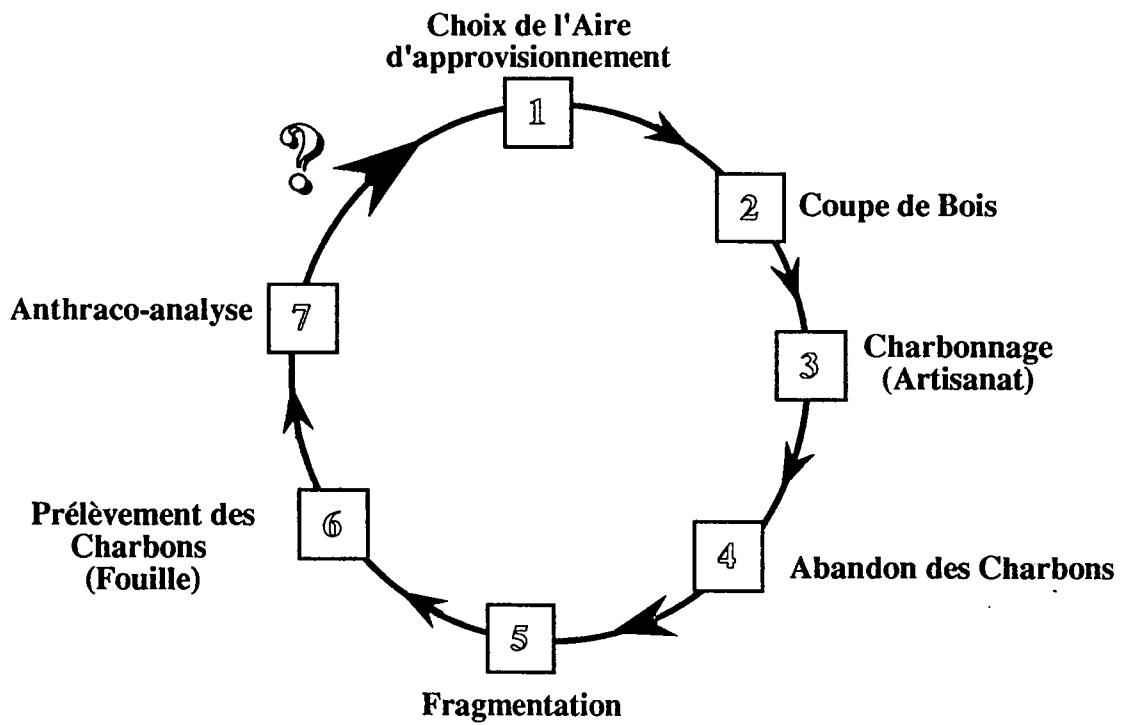 Choix de l'Aire
d'approvisionnement
1
?
2
Coupe de Bois
Anthraco-analyse
7
3
Charbonnage
(Artisanat)
Prélèvement des
Charbons
(Fouille)
6
4
Abandon des Charbons
5
Fragmentation